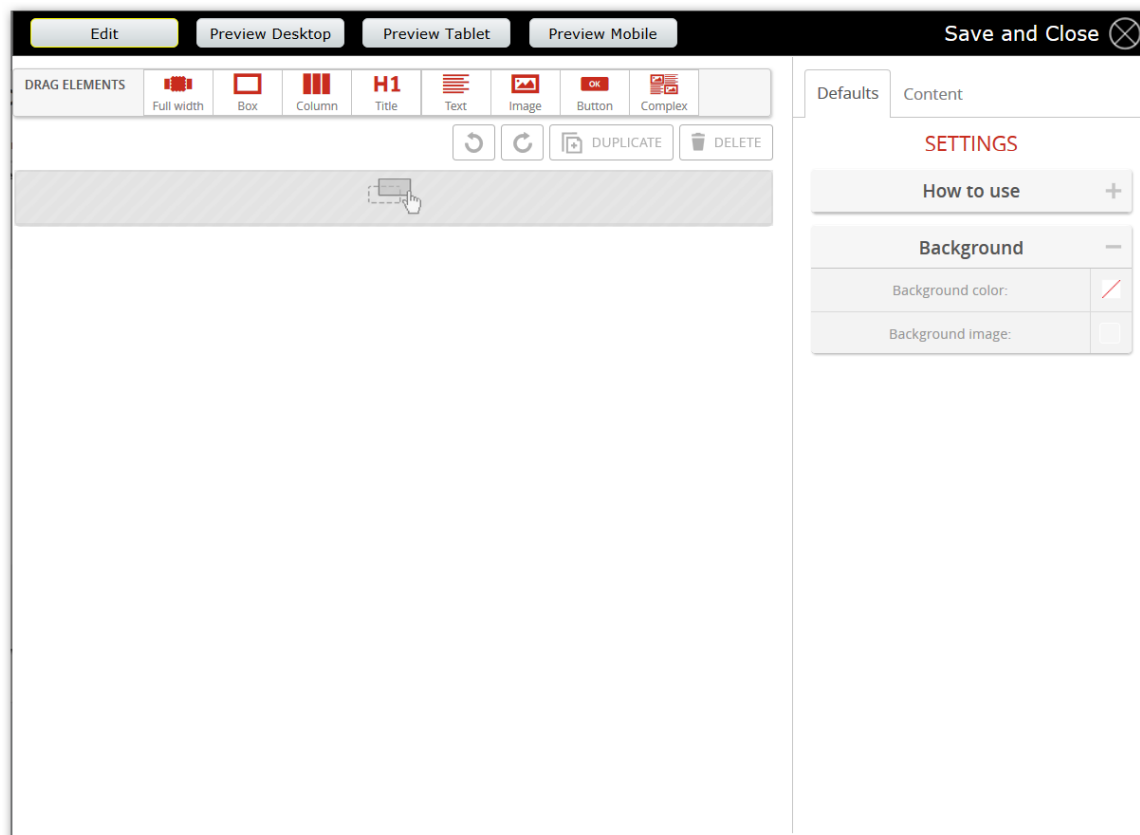 Edit Preview Desktop Preview Tablet Preview Mobile Save and Close
DRAG ELEMENTS
Full width Box Column H1 Title Text Image OK Button Complex
DUPLICATE DELETE
Defaults Content
SETTINGS
How to use
Background
Background color:
Background image: